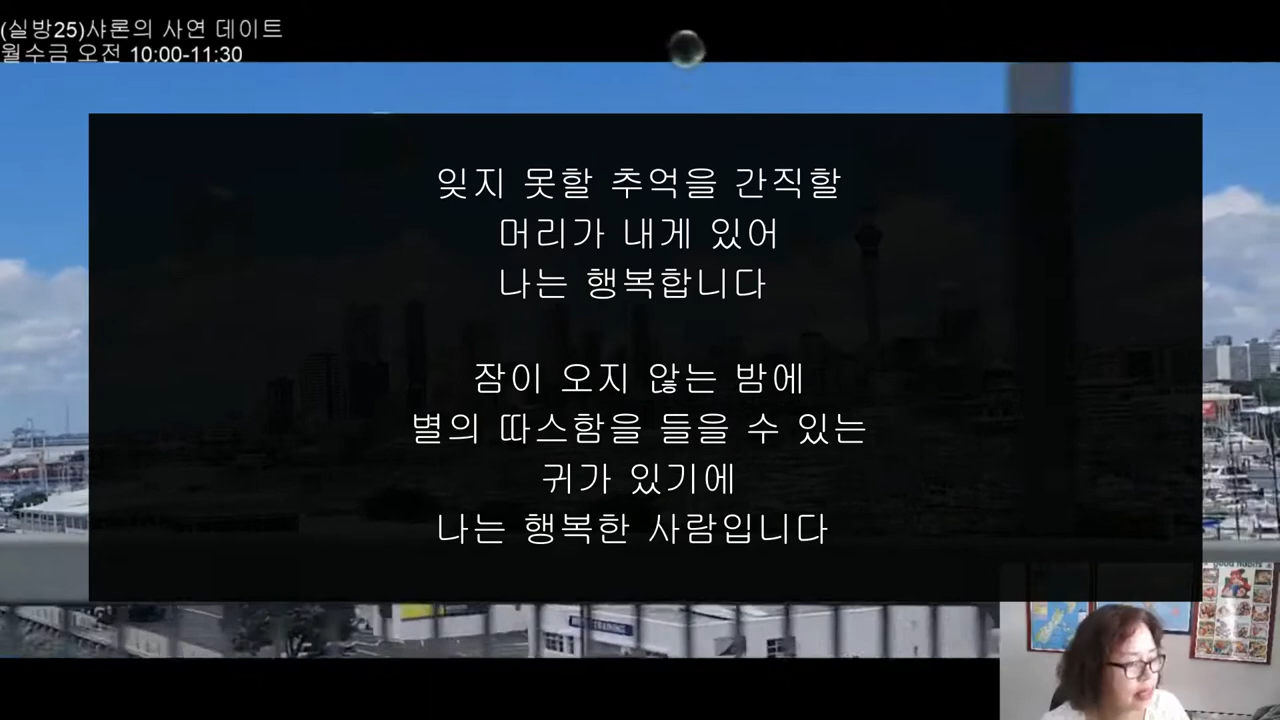 (실방25)샤론의 사연 데이트
월수금 오전 10:00-11:30
잊지 못할 추억을 간직할
머리가 내게 있어
나는 행복합니다
잠이 오지 않는 밤에
별의 따스함을 들을 수 있는
귀가 있기에
나는 행복한 사람입니다
TRAINING
good habits